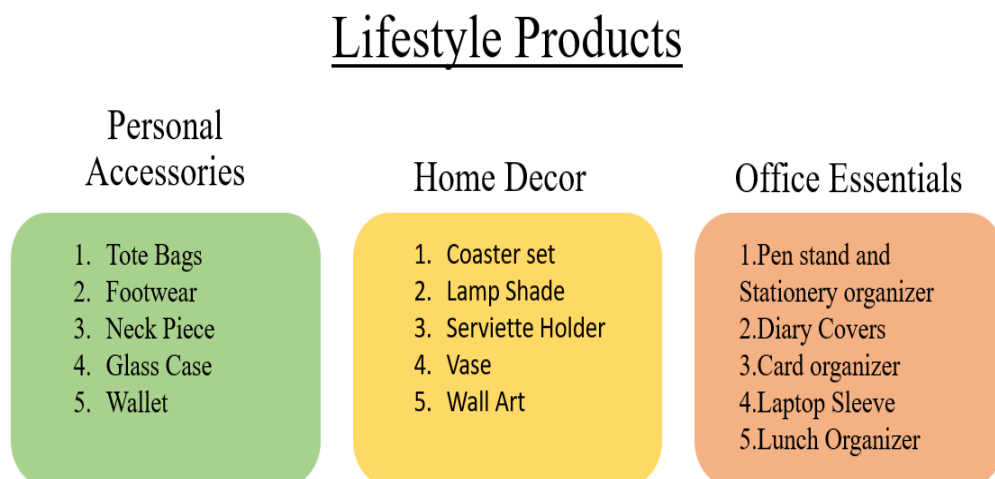 Lifestyle Products
Personal
Accessories
1. Tote Bags
2. Footwear
3. Neck Piece
4. Glass Case
5. Wallet
Home Decor
1. Coaster set
2. Lamp Shade
3. Serviette Holder
4. Vase
5. Wall Art
Office Essentials
1.Pen stand and
Stationery organizer
2.Diary Covers
3.Card organizer
4.Laptop Sleeve
5.Lunch Organizer